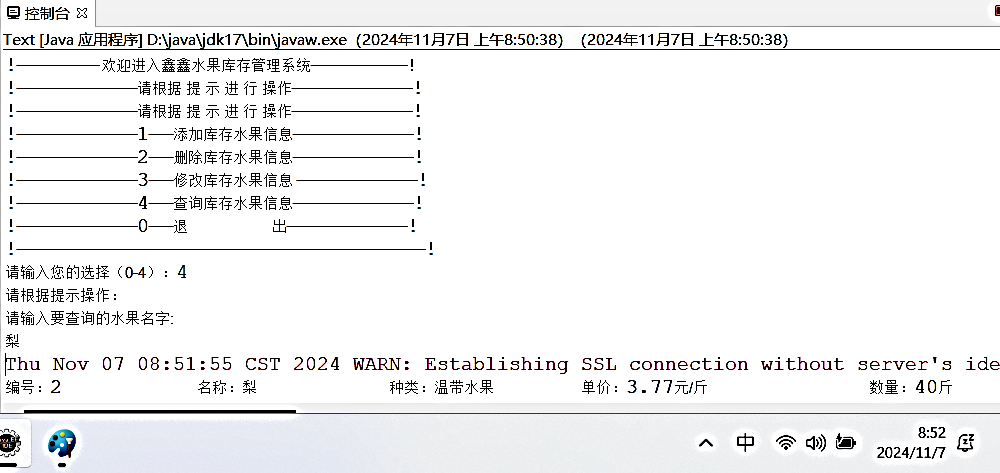 控制台
Text [Java 应用程序] D:\java\jdk17\bin\javaw.exe (2024年11月7日 上午8:50:38) (2024年11月7日 上午8:50:38)
!———————欢迎进入鑫鑫水果库存管理系统————————!
!——————————请根据 提 示 进 行 操作——————————!
!——————————请根据 提 示 进 行 操作——————————!
!——————————1——添加库存水果信息——————————!
!——————————2——删除库存水果信息——————————!
!——————————3——修改库存水果信息——————————!
!——————————4——查询库存水果信息——————————!
!——————————0——退 出——————————!
!——————————————————————————————————!
请输入您的选择（0-4）：4
请根据提示操作：
请输入要查询的水果名字:
梨
Thu Nov 07 08:51:55 CST 2024 WARN: Establishing SSL connection without server's ide
编号：2 名称：梨 种类：温带水果 单价：3.77元/斤 数量：40斤
中 8:52
2024/11/7